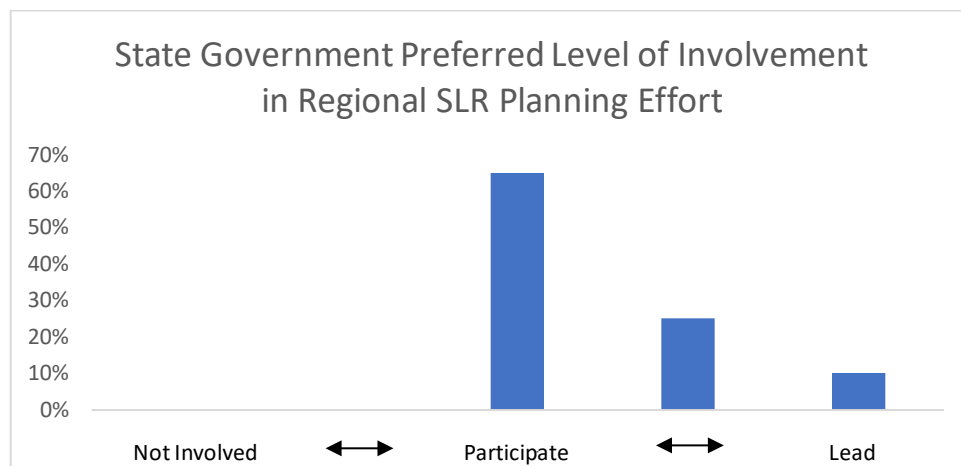 State Government Preferred Level of Involvement
in Regional SLR Planning Effort
70%
60%
50%
40%
30%
20%
10%
0%
Not Involved Participate Lead